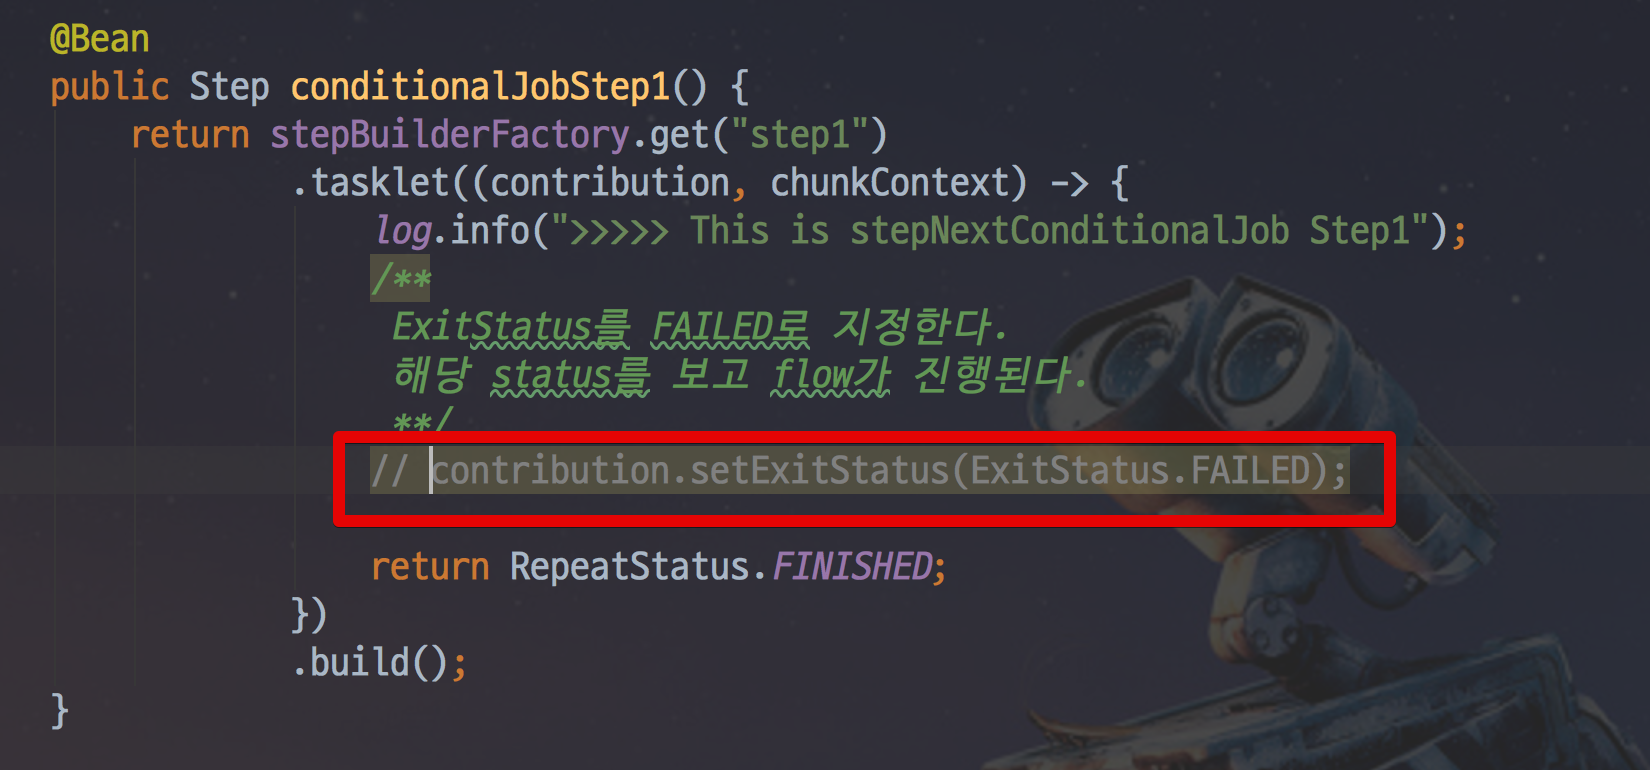 @Bean
public Step conditionalJobStep1() {
return stepBuilderFactory.get("step1")
.tasklet((contribution, chunkContext) -> {
log.info(">>>>> This is stepNextConditionalJob Step1");
/**
ExitStatus를 FAILED로 지정한다.
해당 status를 보고 flow가 진행된다.
**/
// contribution.setExitStatus(ExitStatus.FAILED);
return RepeatStatus.FINISHED;
})
.build();
}